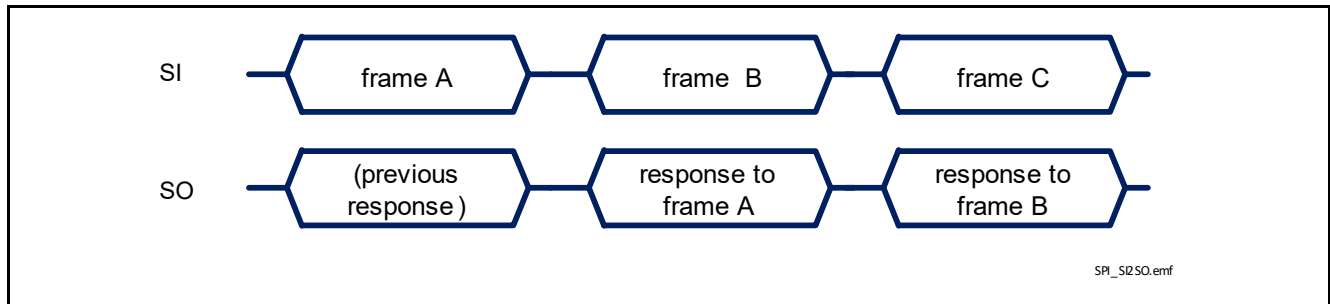 SI
frame A
frame B
frame C
SO
(previous
response)
response to
frame A
response to
frame B
SPI_SI2SO.emf